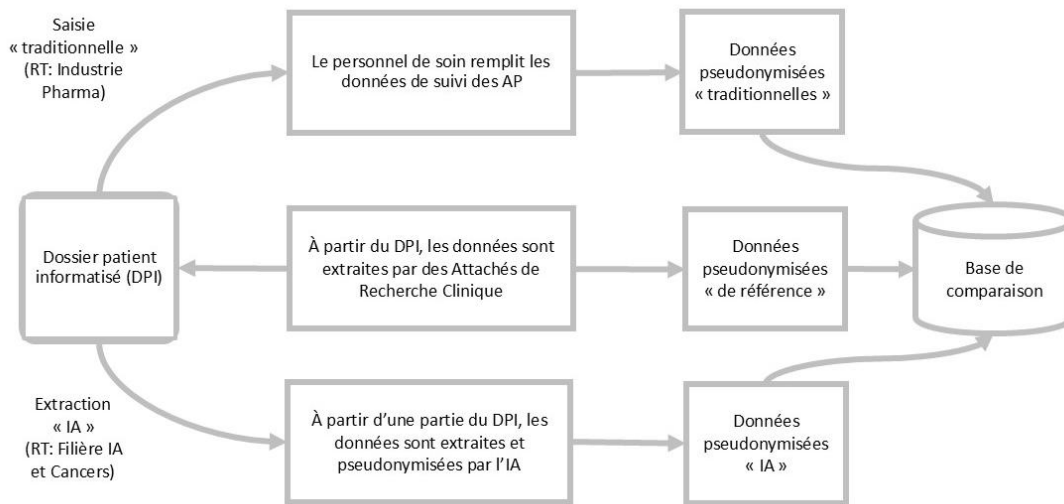 Saisie
« traditionnelle »
(RT: Industrie
Pharma)
Le personnel de soin remplit les
données de suivi des AP
Données
pseudonymisées
« traditionnelles »
Dossier patient
informatisé (DPI)
À partir du DPI, les données sont
extraites par des Attachés de
Recherche Clinique
Données
pseudonymisées
« de référence »
Base de
comparaison
Extraction
« IA »
(RT: Filière IA
et Cancers)
À partir d’une partie du DPI, les
données sont extraites et
pseudonymisées par l’IA
Données
pseudonymisées
« IA »